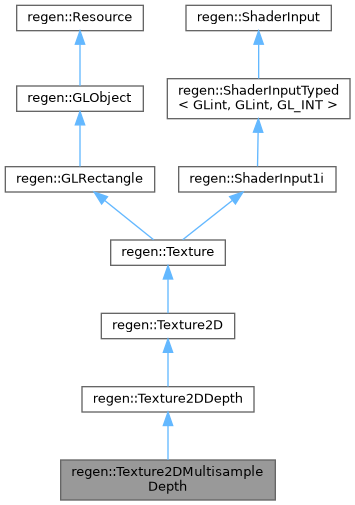 regen::Resource
regen::ShaderInput
regen::GLObject
regen::ShaderInputTyped
< GLint, GLint, GL_INT >
regen::GLRectangle
regen::ShaderInput1i
regen::Texture
regen::Texture2D
regen::Texture2DDepth
regen::Texture2DMultisample
Depth